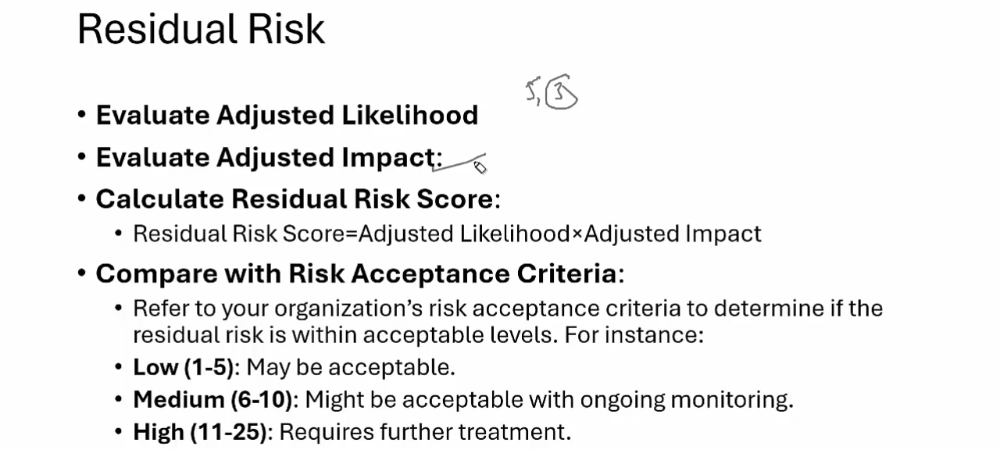 Residual Risk
5, 3
• Evaluate Adjusted Likelihood
• Evaluate Adjusted Impact:
• Calculate Residual Risk Score:
• Residual Risk Score=Adjusted Likelihood×Adjusted Impact
• Compare with Risk Acceptance Criteria:
• Refer to your organization’s risk acceptance criteria to determine if the
residual risk is within acceptable levels. For instance:
• Low (1-5): May be acceptable.
• Medium (6-10): Might be acceptable with ongoing monitoring.
• High (11-25): Requires further treatment.